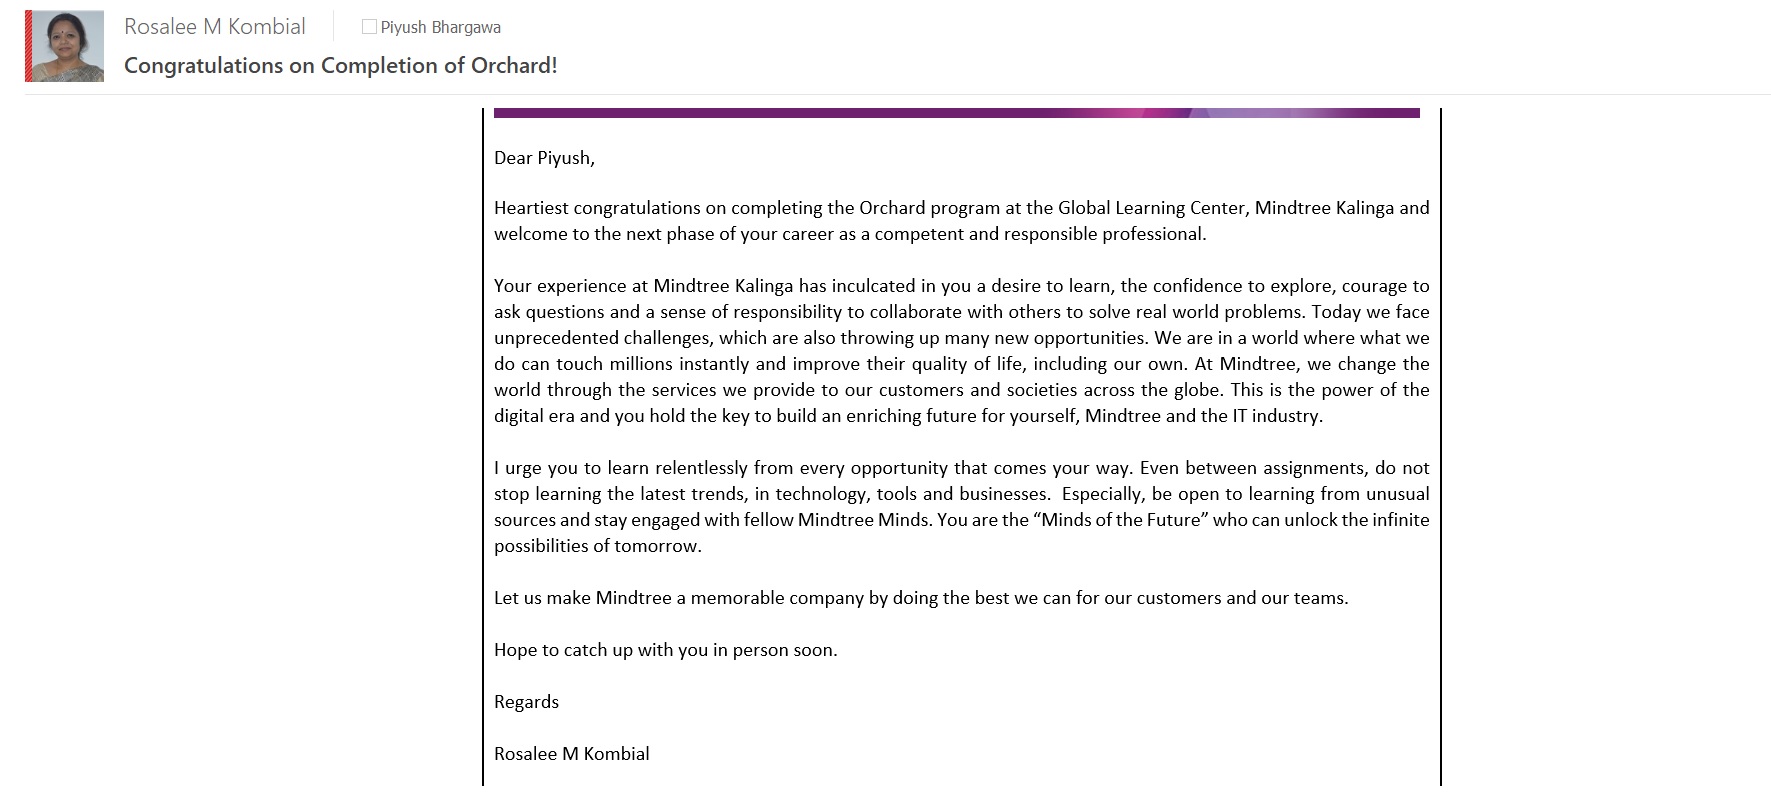 Rosalee M Kombial
Piyush Bhargawa
Congratulations on Completion of Orchard!
Dear Piyush,
Heartiest congratulations on completing the Orchard program at the Global Learning Center, Mindtree Kalinga and
welcome to the next phase of your career as a competent and responsible professional.
Your experience at Mindtree Kalinga has inculcated in you a desire to learn, the confidence to explore, courage to
ask questions and a sense of responsibility to collaborate with others to solve real world problems. Today we face
unprecedented challenges, which are also throwing up many new opportunities. We are in a world where what we
do can touch millions instantly and improve their quality of life, including our own. At Mindtree, we change the
world through the services we provide to our customers and societies across the globe. This is the power of the
digital era and you hold the key to build an enriching future for yourself, Mindtree and the IT industry.
I urge you to learn relentlessly from every opportunity that comes your way. Even between assignments, do not
stop learning the latest trends, in technology, tools and businesses.  Especially, be open to learning from unusual
sources and stay engaged with fellow Mindtree Minds. You are the “Minds of the Future” who can unlock the infinite
possibilities of tomorrow.
Let us make Mindtree a memorable company by doing the best we can for our customers and our teams.
Hope to catch up with you in person soon.
Regards
Rosalee M Kombial